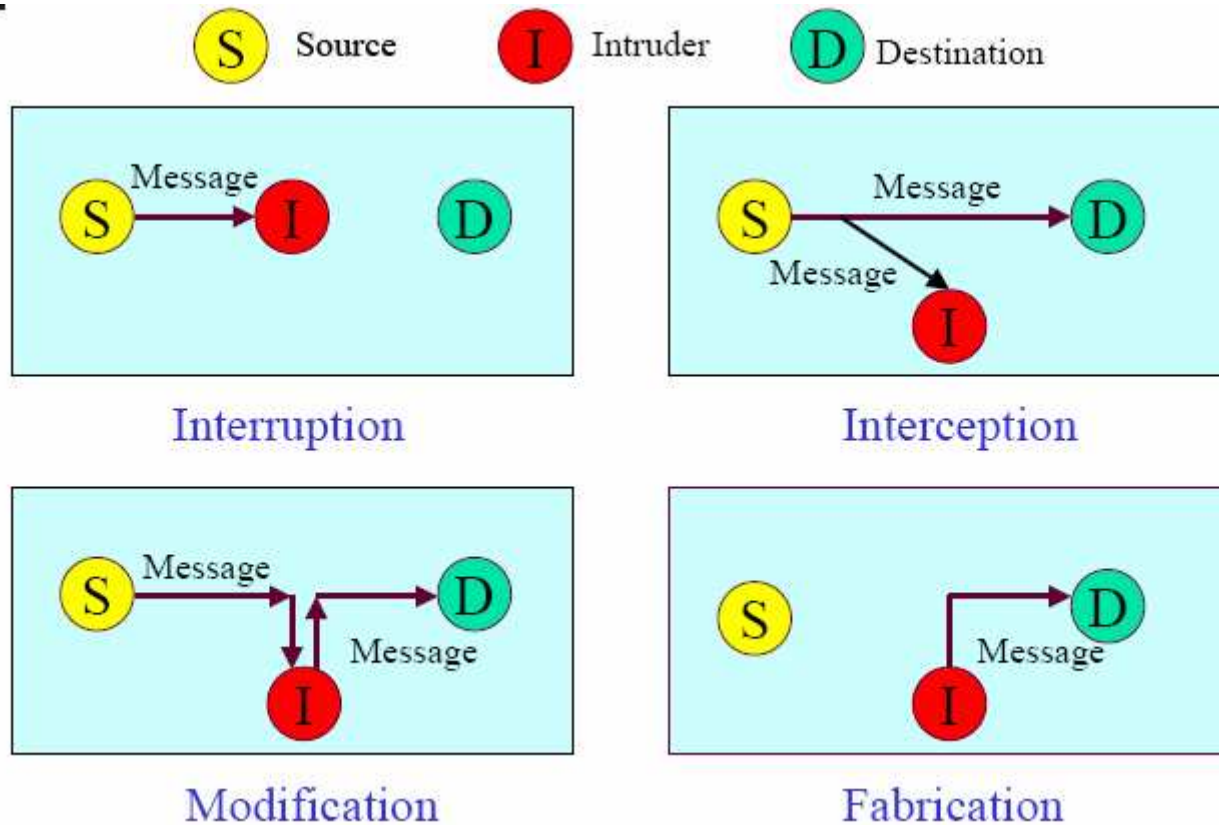 S Source I Intruder D Destination
Message
S I D
Interruption
Message
S D
Message
I
Interception
Message
S D
Message
I
Modification
S D
Message
I
Fabrication